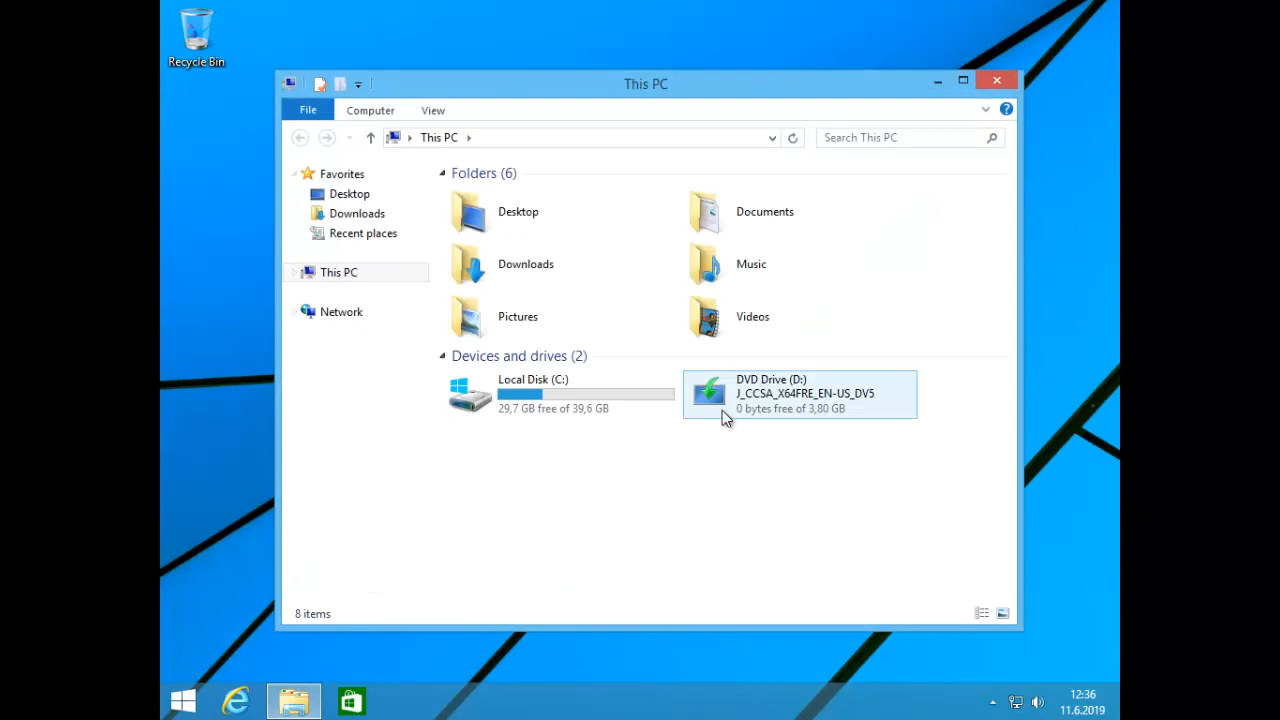 Recycle Bin
This PC
File
Computer
View
This PC
Search This PC
Favorites
Desktop
Downloads
Recent places
This PC
Network
Folders (6)
Desktop
Documents
Downloads
Music
Pictures
Videos
Devices and drives (2)
Local Disk (C:)
29,7 GB free of 39,6 GB
DVD Drive (D:)
J_CCSA_X64FRE_EN-US_DV5
0 bytes free of 3,80 GB
8 items
12:36
11.6.2019